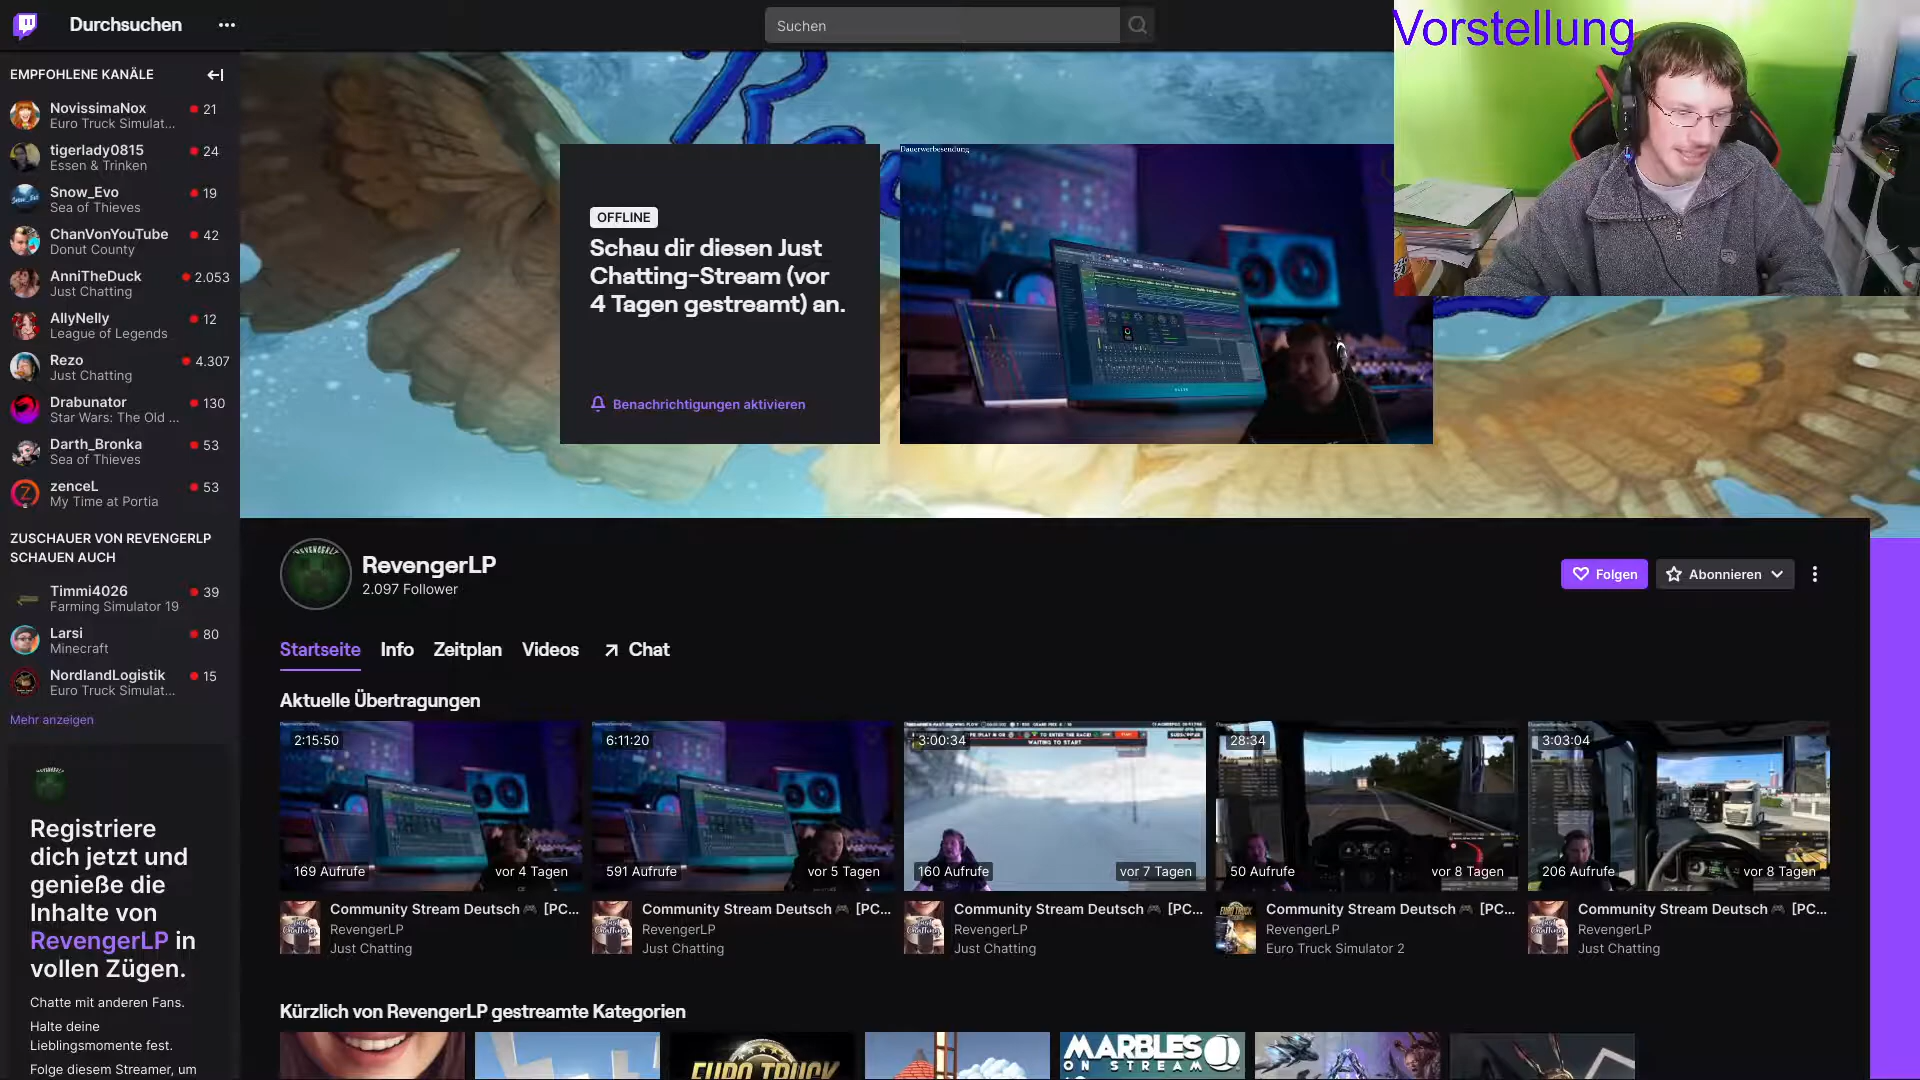 Durchsuchen
Suchen
Vorstellung
EMPFOHLENE KANÄLE
NovissimaNox
21
Euro Truck Simulat...
tigerlady0815
24
Essen & Trinken
Snow_Evo
19
Sea of Thieves
ChanVonYouTube
42
Donut County
AnniTheDuck
2.053
Just Chatting
AllyNelly
12
League of Legends
Rezo
4.307
Just Chatting
Drabunator
130
Star Wars: The Old ...
Darth_Bronka
53
Sea of Thieves
zenceL
53
My Time at Portia
ZUSCHAUER VON REVENGERLP
SCHAUEN AUCH
Timmi4026
39
Farming Simulator 19
Larsi
80
Minecraft
NordlandLogistik
15
Euro Truck Simulat...
Mehr anzeigen
Registriere
dich jetzt und
genieße die
Inhalte von
RevengerLP in
vollen Zügen.
Chatte mit anderen Fans.
Halte deine
Lieblingsmomente fest.
Folge diesem Streamer, um
Dauerwerbesendung
OFFLINE
Schau dir diesen Just
Chatting-Stream (vor
4 Tagen gestreamt) an.
Benachrichtigungen aktivieren
RevengerLP
2.097 Follower
Folgen
Abonnieren
Startseite
Info
Zeitplan
Videos
Chat
Aktuelle Übertragungen
2:15:50
169 Aufrufe
vor 4 Tagen
Community Stream Deutsch🎮 [PC...
RevengerLP
Just Chatting
6:11:20
591 Aufrufe
vor 5 Tagen
Community Stream Deutsch🎮 [PC...
RevengerLP
Just Chatting
3:00:34
WAITING TO START
160 Aufrufe
vor 7 Tagen
Community Stream Deutsch🎮 [PC...
RevengerLP
Just Chatting
28:34
50 Aufrufe
vor 8 Tagen
Community Stream Deutsch🎮 [PC...
RevengerLP
Euro Truck Simulator 2
3:03:04
206 Aufrufe
vor 8 Tagen
Community Stream Deutsch🎮 [PC...
RevengerLP
Just Chatting
Kürzlich von RevengerLP gestreamte Kategorien
EURO TRUCK
MARBLES
ON STREAM